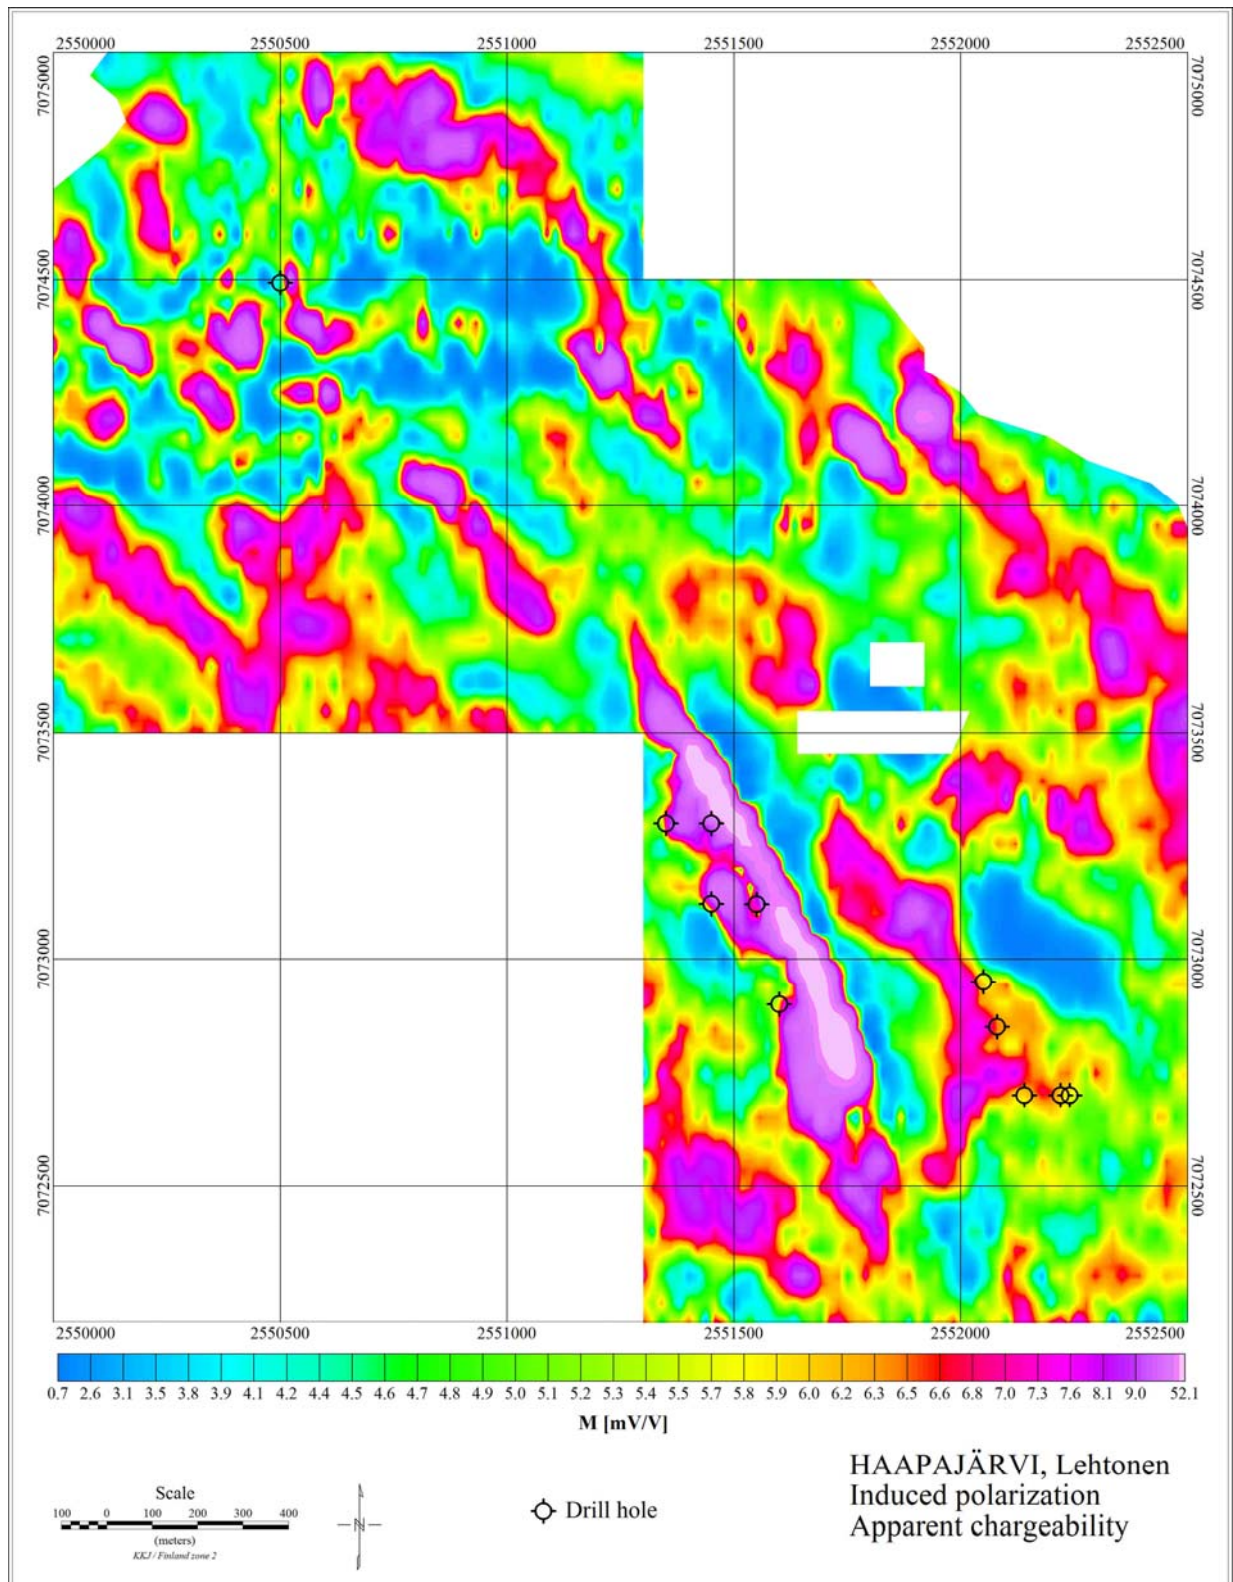 2550000 2550500 2551000 2551500 2552000 2552500
7075000 7075000
7074500 7074500
7074000 7074000
7073500 7073500
7073000 7073000
7072500 7072500
2550000 2550500 2551000 2551500 2552000 2552500
0.7 2.6 3.1 3.5 3.8 3.9 4.1 4.2 4.4 4.5 4.6 4.7 4.8 4.9 5.0 5.1 5.2 5.3 5.4 5.5 5.7 5.8 5.9 6.0 6.2 6.3 6.5 6.6 6.8 7.0 7.3 7.6 8.1 9.0 52.1
M [mV/V]
Scale
100 0 100 200 300 400
(meters)
KKJ / Finland zone 2
N
Drill hole
HAAPAJÄRVI, Lehtonen
Induced polarization
Apparent chargeability